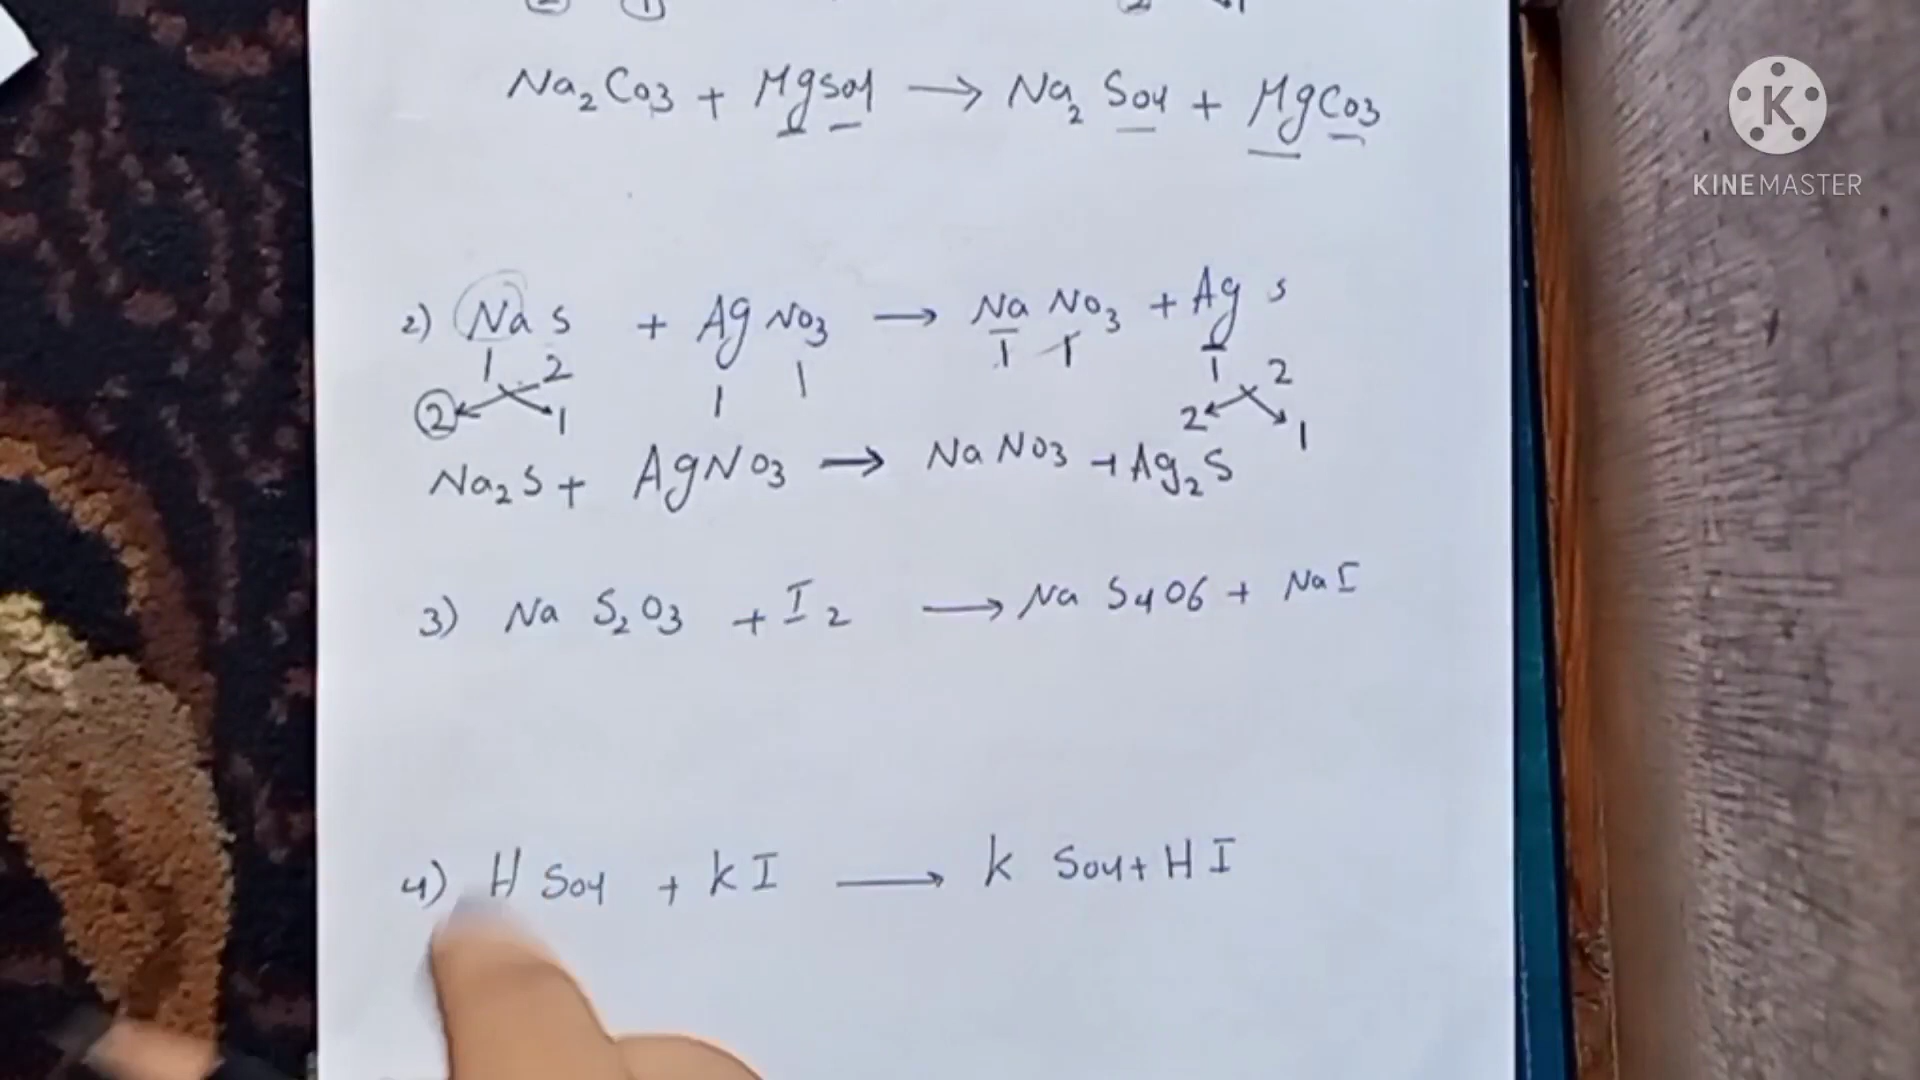 Na₂Co₃ + Mgso4 → Na₂ So4 + MgCo₃
KINEMASTER
2) Na s + Ag NO₃ → Na NO₃ + Ag s
1 2 1 1 1 1 1 2
2 1 2 1
Na₂S + AgNO₃ → NaNO₃ + Ag₂S
3) Na S₂O₃ + I₂ → Na S4O6 + NaI
4) H So4 + kI → k So4 + HI